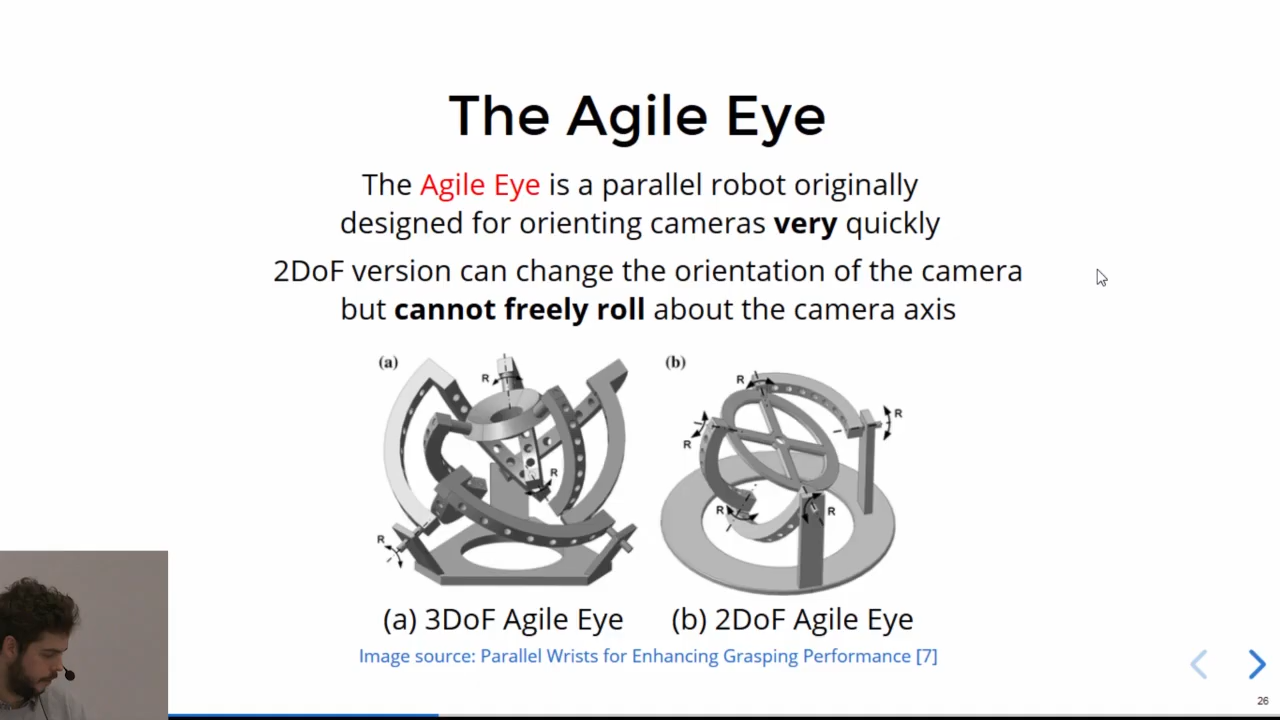 The Agile Eye
The Agile Eye is a parallel robot originally
designed for orienting cameras very quickly
2DoF version can change the orientation of the camera
but cannot freely roll about the camera axis
(a)
R
R
R
(b)
R
R
R
R
R
(a) 3DoF Agile Eye
(b) 2DoF Agile Eye
Image source: Parallel Wrists for Enhancing Grasping Performance [7]
26